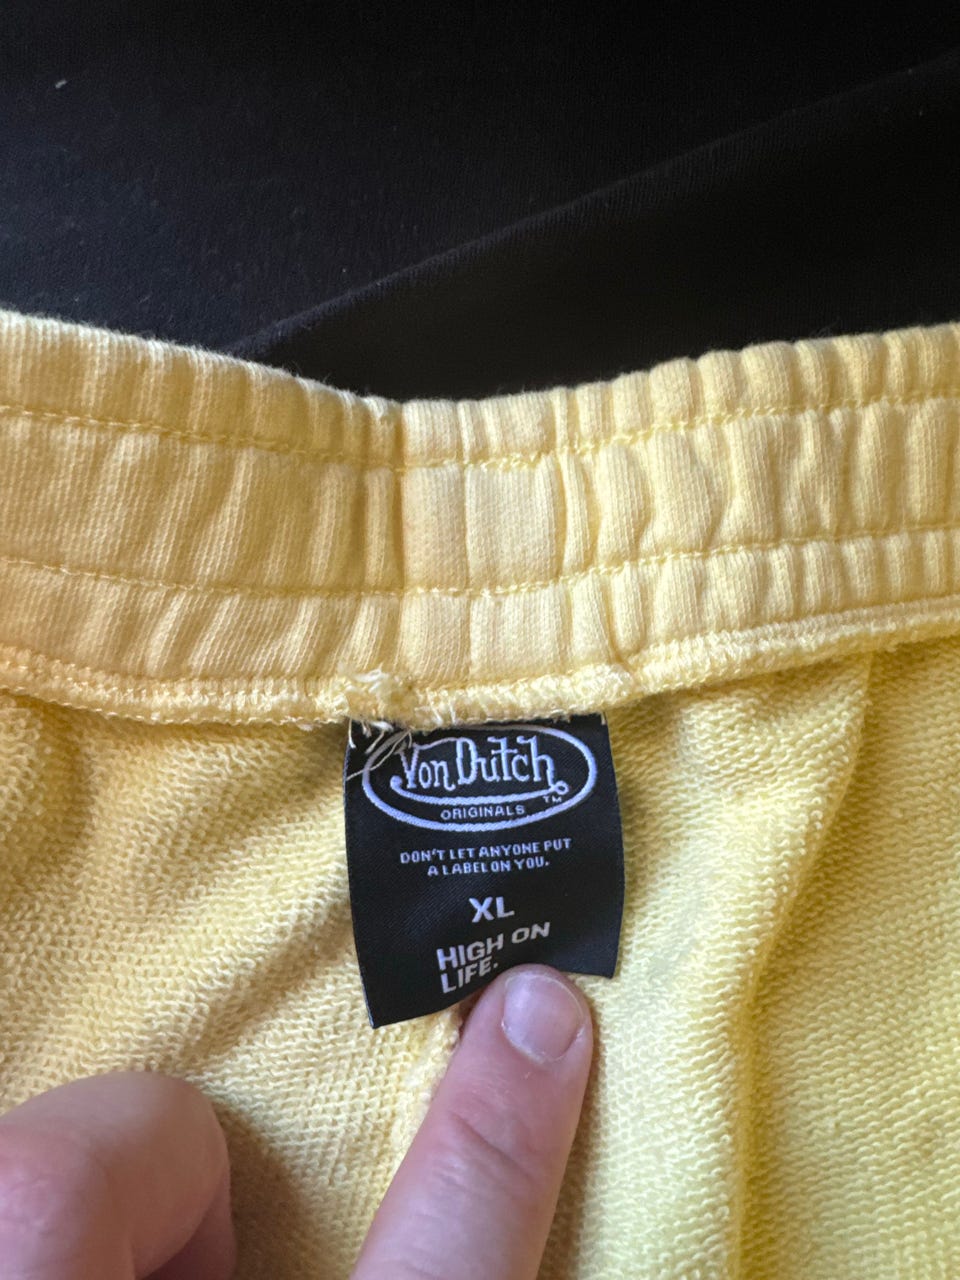 Von Dutch
ORIGINALS
TM
DON'T LET ANYONE PUT
A LABEL ON YOU.
XL
HIGH ON
LIFE.